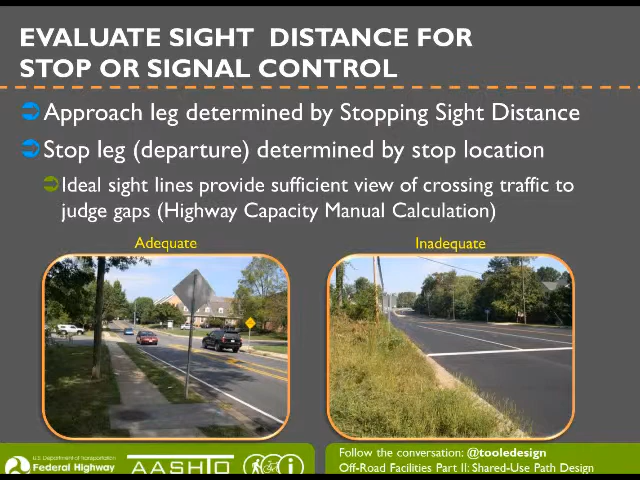 EVALUATE SIGHT DISTANCE FOR
STOP OR SIGNAL CONTROL
Approach leg determined by Stopping Sight Distance
Stop leg (departure) determined by stop location
Ideal sight lines provide sufficient view of crossing traffic to
judge gaps (Highway Capacity Manual Calculation)
Adequate
Inadequate
U.S. Department of Transportation
Federal Highway
AASHTO
Follow the conversation: @tooledesign
Off-Road Facilities Part II: Shared-Use Path Design